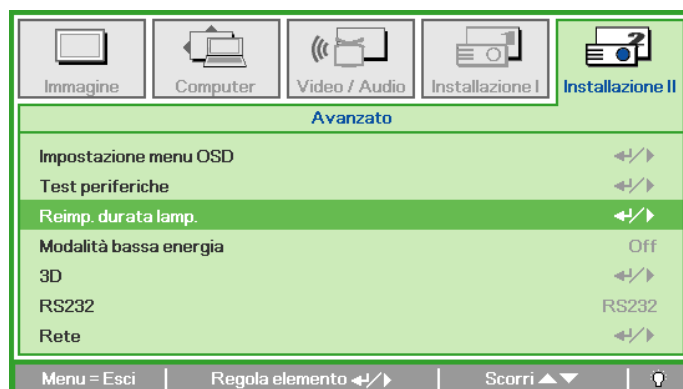 Immagine
Computer
Video / Audio
Installazione I
2
Installazione II
Avanzato
Impostazione menu OSD
Test periferiche
Reimp. durata lamp.
Modalità bassa energia Off
3D
RS232 RS232
Rete
Menu = Esci Regola elemento Scorri